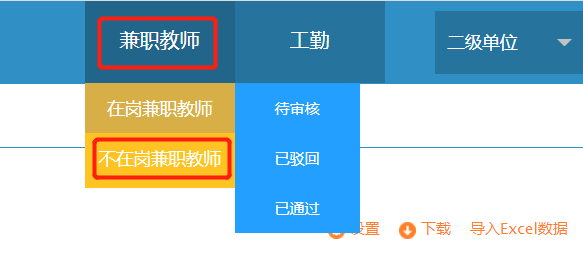 兼职教师 工勤 二级单位
在岗兼职教师 待审核
不在岗兼职教师 已驳回
已通过
设置 下载 导入Excel数据